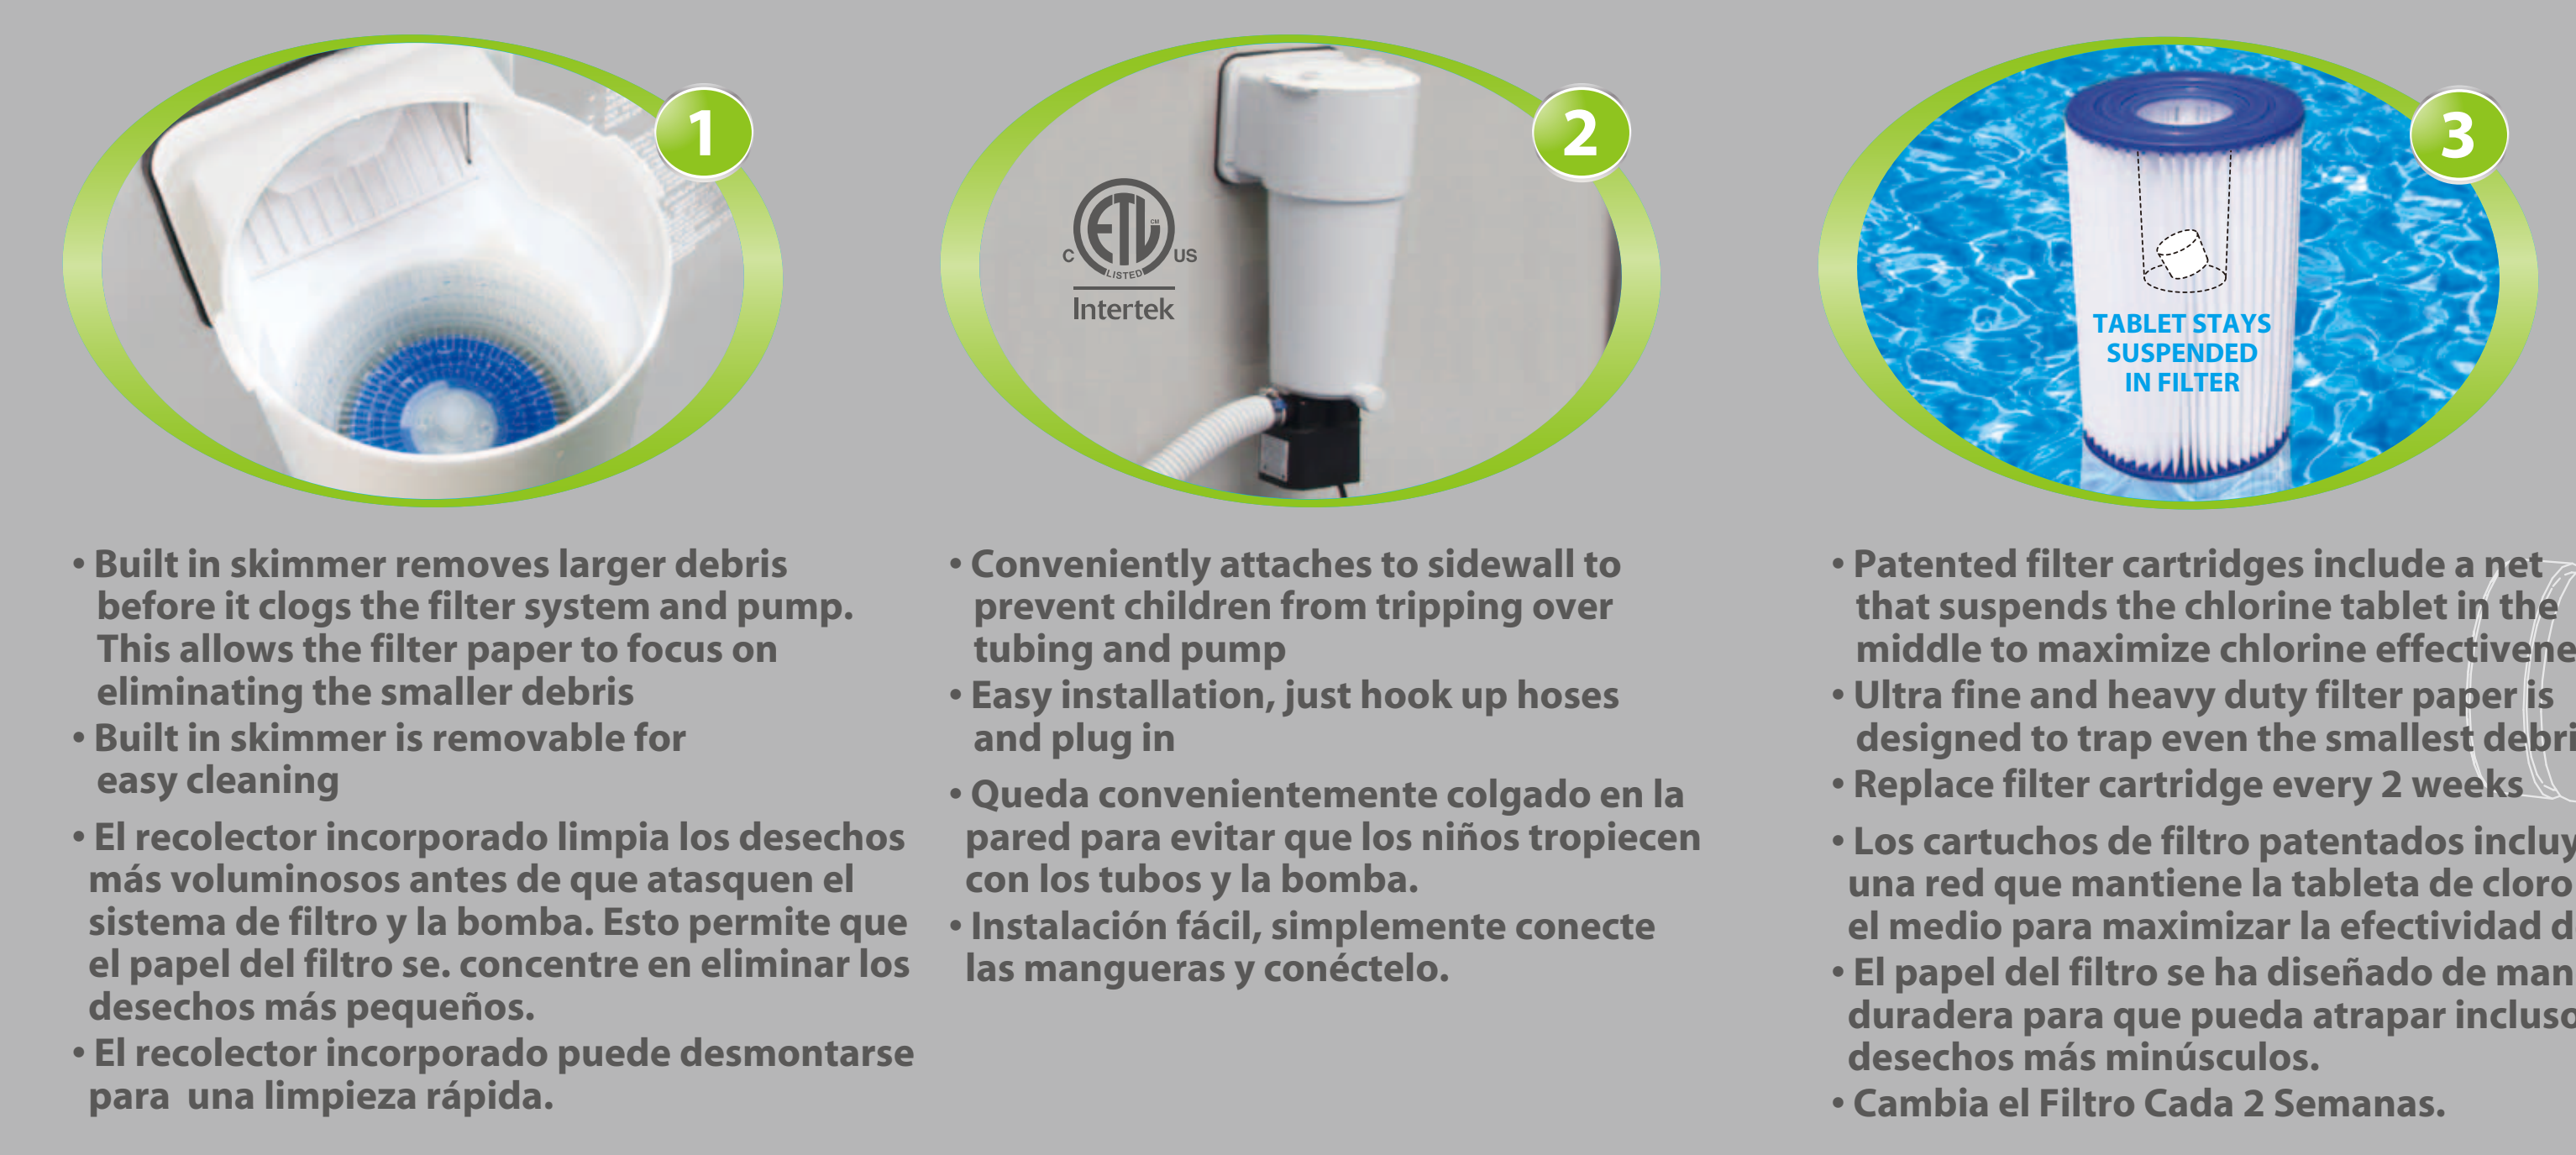 1
• Built in skimmer removes larger debris
before it clogs the filter system and pump.
This allows the filter paper to focus on
eliminating the smaller debris
• Built in skimmer is removable for
easy cleaning
• El recolector incorporado limpia los desechos
más voluminosos antes de que atasquen el
sistema de filtro y la bomba. Esto permite que
el papel del filtro se. concentre en eliminar los
desechos más pequeños.
• El recolector incorporado puede desmontarse
para una limpieza rápida.
2
ETL CM
C LISTED US
Intertek
• Conveniently attaches to sidewall to
prevent children from tripping over
tubing and pump
• Easy installation, just hook up hoses
and plug in
• Queda convenientemente colgado en la
pared para evitar que los niños tropiecen
con los tubos y la bomba.
• Instalación fácil, simplemente conecte
las mangueras y conéctelo.
3
TABLET STAYS
SUSPENDED
IN FILTER
• Patented filter cartridges include a net
that suspends the chlorine tablet in the
middle to maximize chlorine effectivene
• Ultra fine and heavy duty filter paper is
designed to trap even the smallest debri
• Replace filter cartridge every 2 weeks
• Los cartuchos de filtro patentados incluy
una red que mantiene la tableta de cloro
el medio para maximizar la efectividad d
• El papel del filtro se ha diseñado de man
duradera para que pueda atrapar incluso
desechos más minúsculos.
• Cambia el Filtro Cada 2 Semanas.